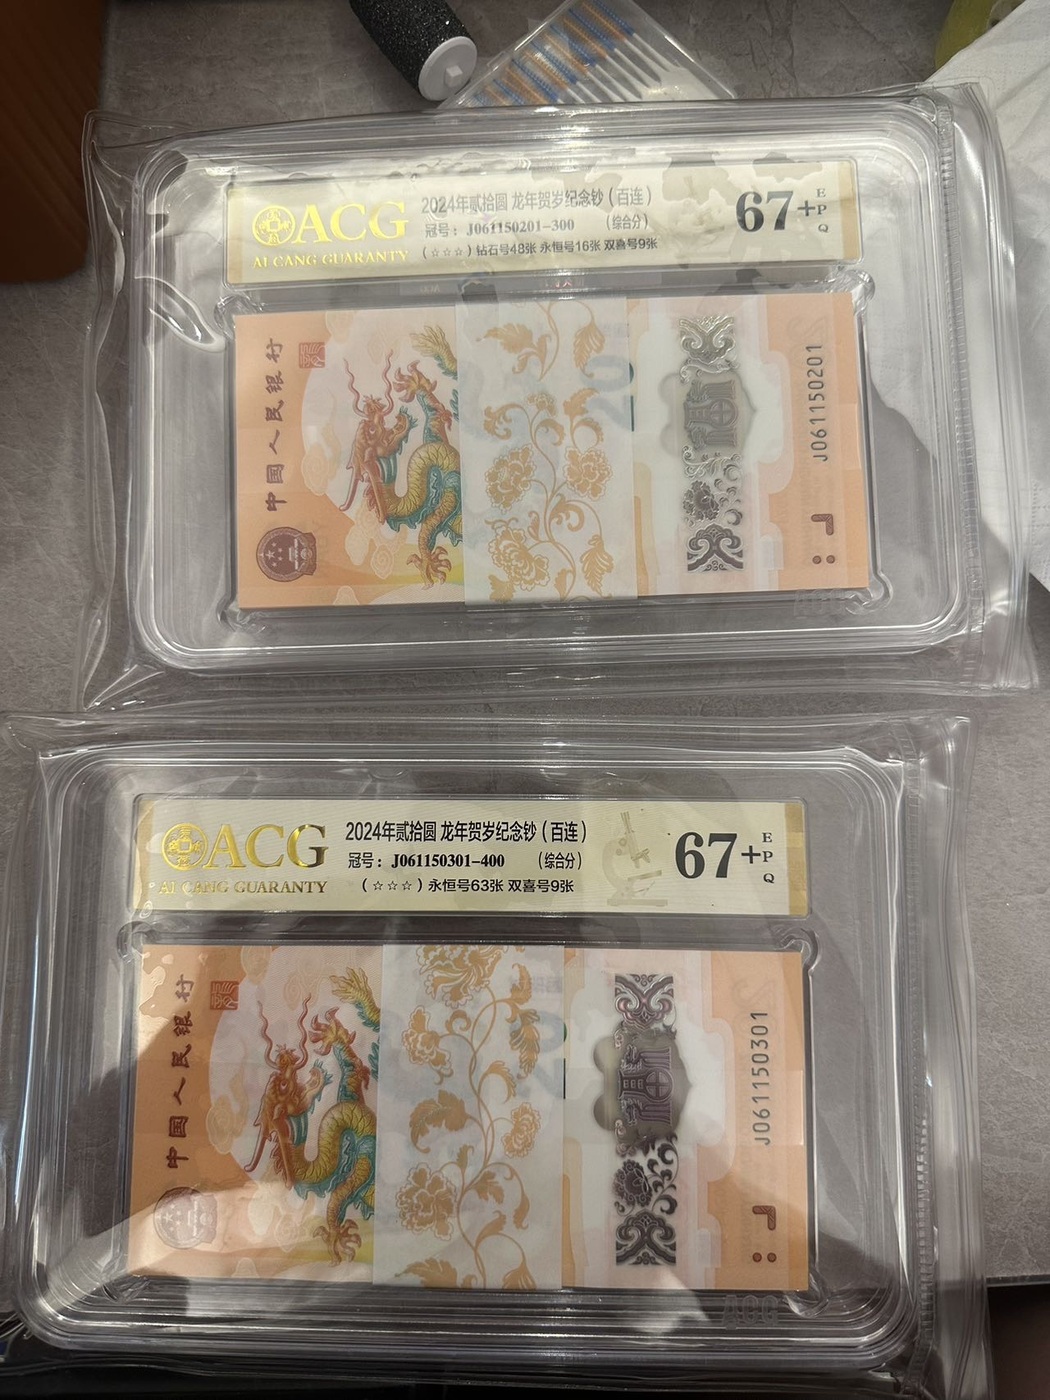 ACG
AI CANG GUARANTY
2024年贰拾圆 龙年贺岁纪念钞（百连）
冠号：J061150201-300 （综合分）
（☆☆☆）钻石号48张 永恒号16张 双喜号9张
67+
EPQ
中国人民银行
20
J061150201
ACG
AI CANG GUARANTY
2024年贰拾圆 龙年贺岁纪念钞（百连）
冠号：J061150301-400 （综合分）
（☆☆☆）永恒号63张 双喜号9张
67+
EPQ
中国人民银行
J061150301
ACG